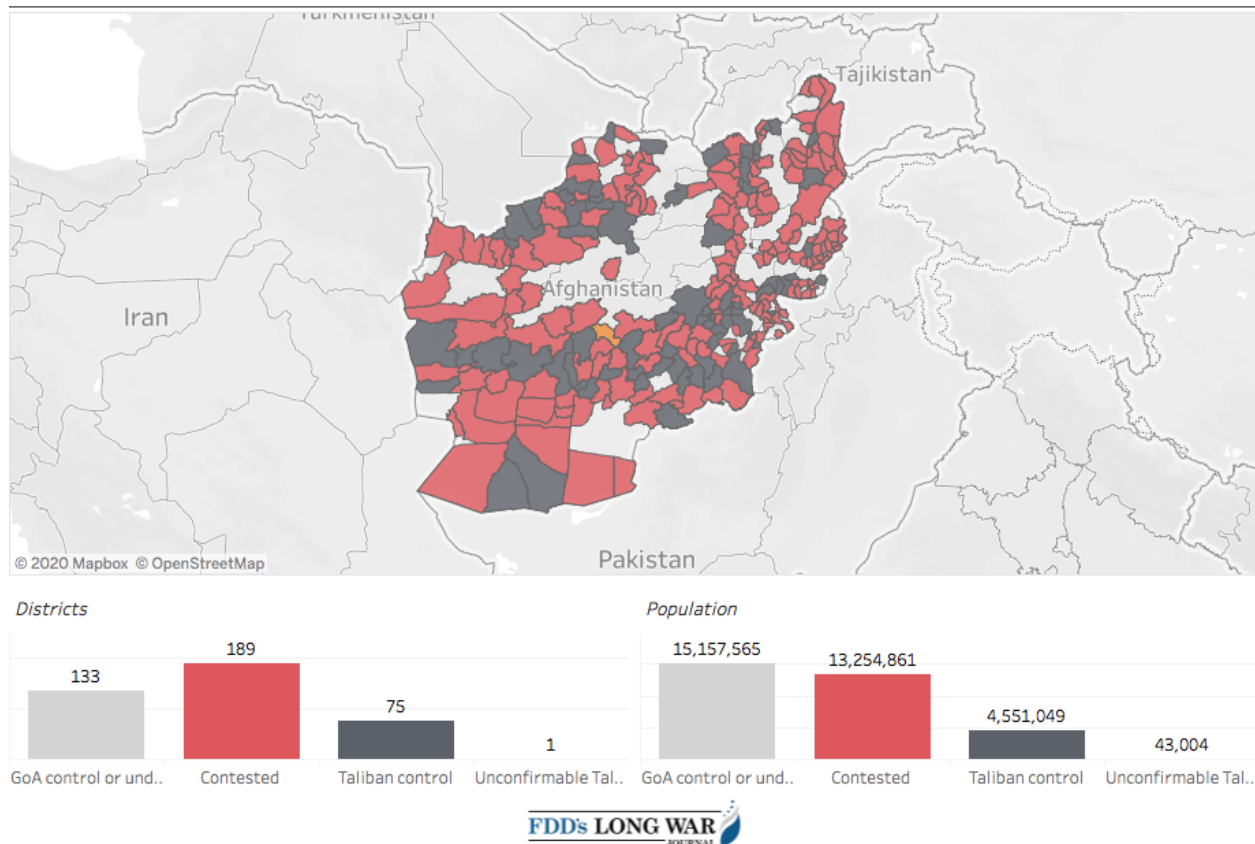 Turkmenistan
Tajikistan
Afghanistan
Iran
Pakistan
© 2020 Mapbox © OpenStreetMap
Districts
133
189
75
1
GoA control or und..
Contested
Taliban control
Unconfirmable Tal..
Population
15,157,565
13,254,861
4,551,049
43,004
GoA control or und..
Contested
Taliban control
Unconfirmable Tal..
FDD's LONG WAR
JOURNAL